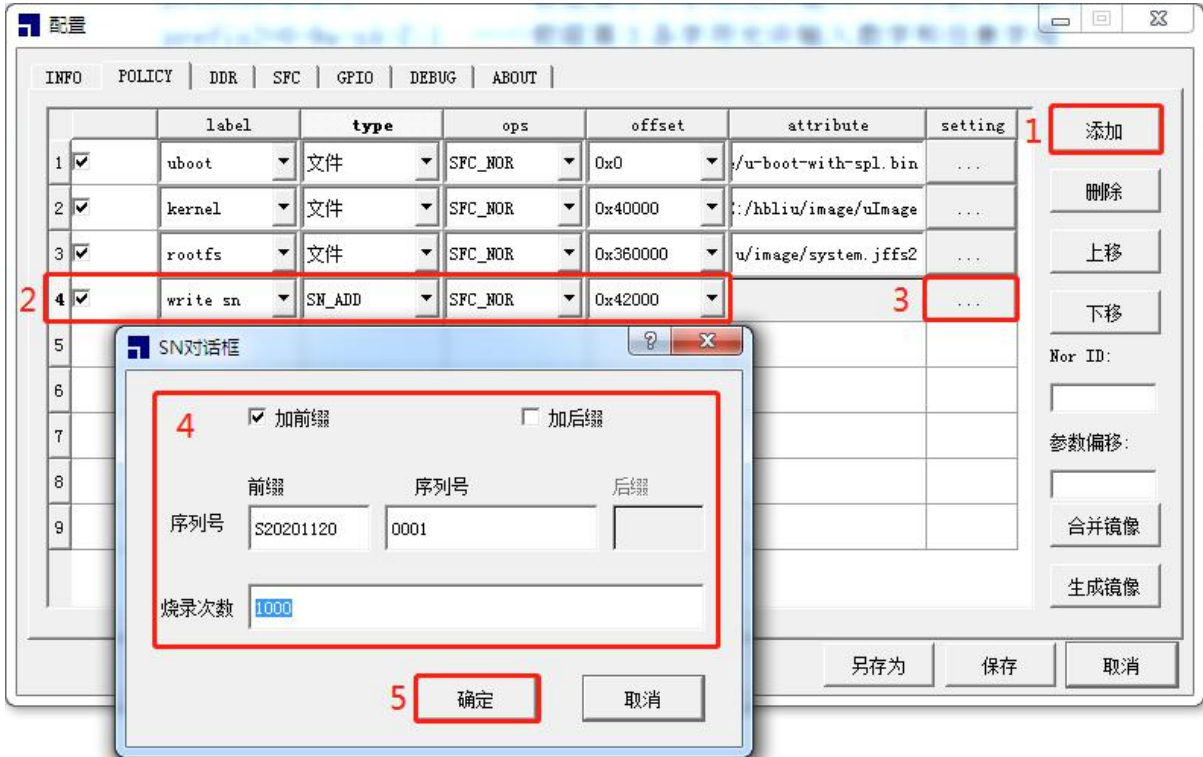 配置
INFO POLICY DDR SFC GPIO DEBUG ABOUT
label type ops offset attribute setting
1 添加
1 uboot 文件 SFC_NOR 0x0 /u-boot-with-spl.bin ...
删除
2 kernel 文件 SFC_NOR 0x40000 :/hbliu/image/uImage ...
3 rootfs 文件 SFC_NOR 0x360000 u/image/system.jffs2 ...
上移
2 4 write sn SN_ADD SFC_NOR 0x42000 3 ...
下移
5
SN对话框
Nor ID:
6
4 加前缀 加后缀
7
参数偏移:
8
前缀 序列号 后缀
9
序列号 S20201120 0001
合并镜像
生成镜像
烧录次数 1000
另存为 保存 取消
5 确定 取消